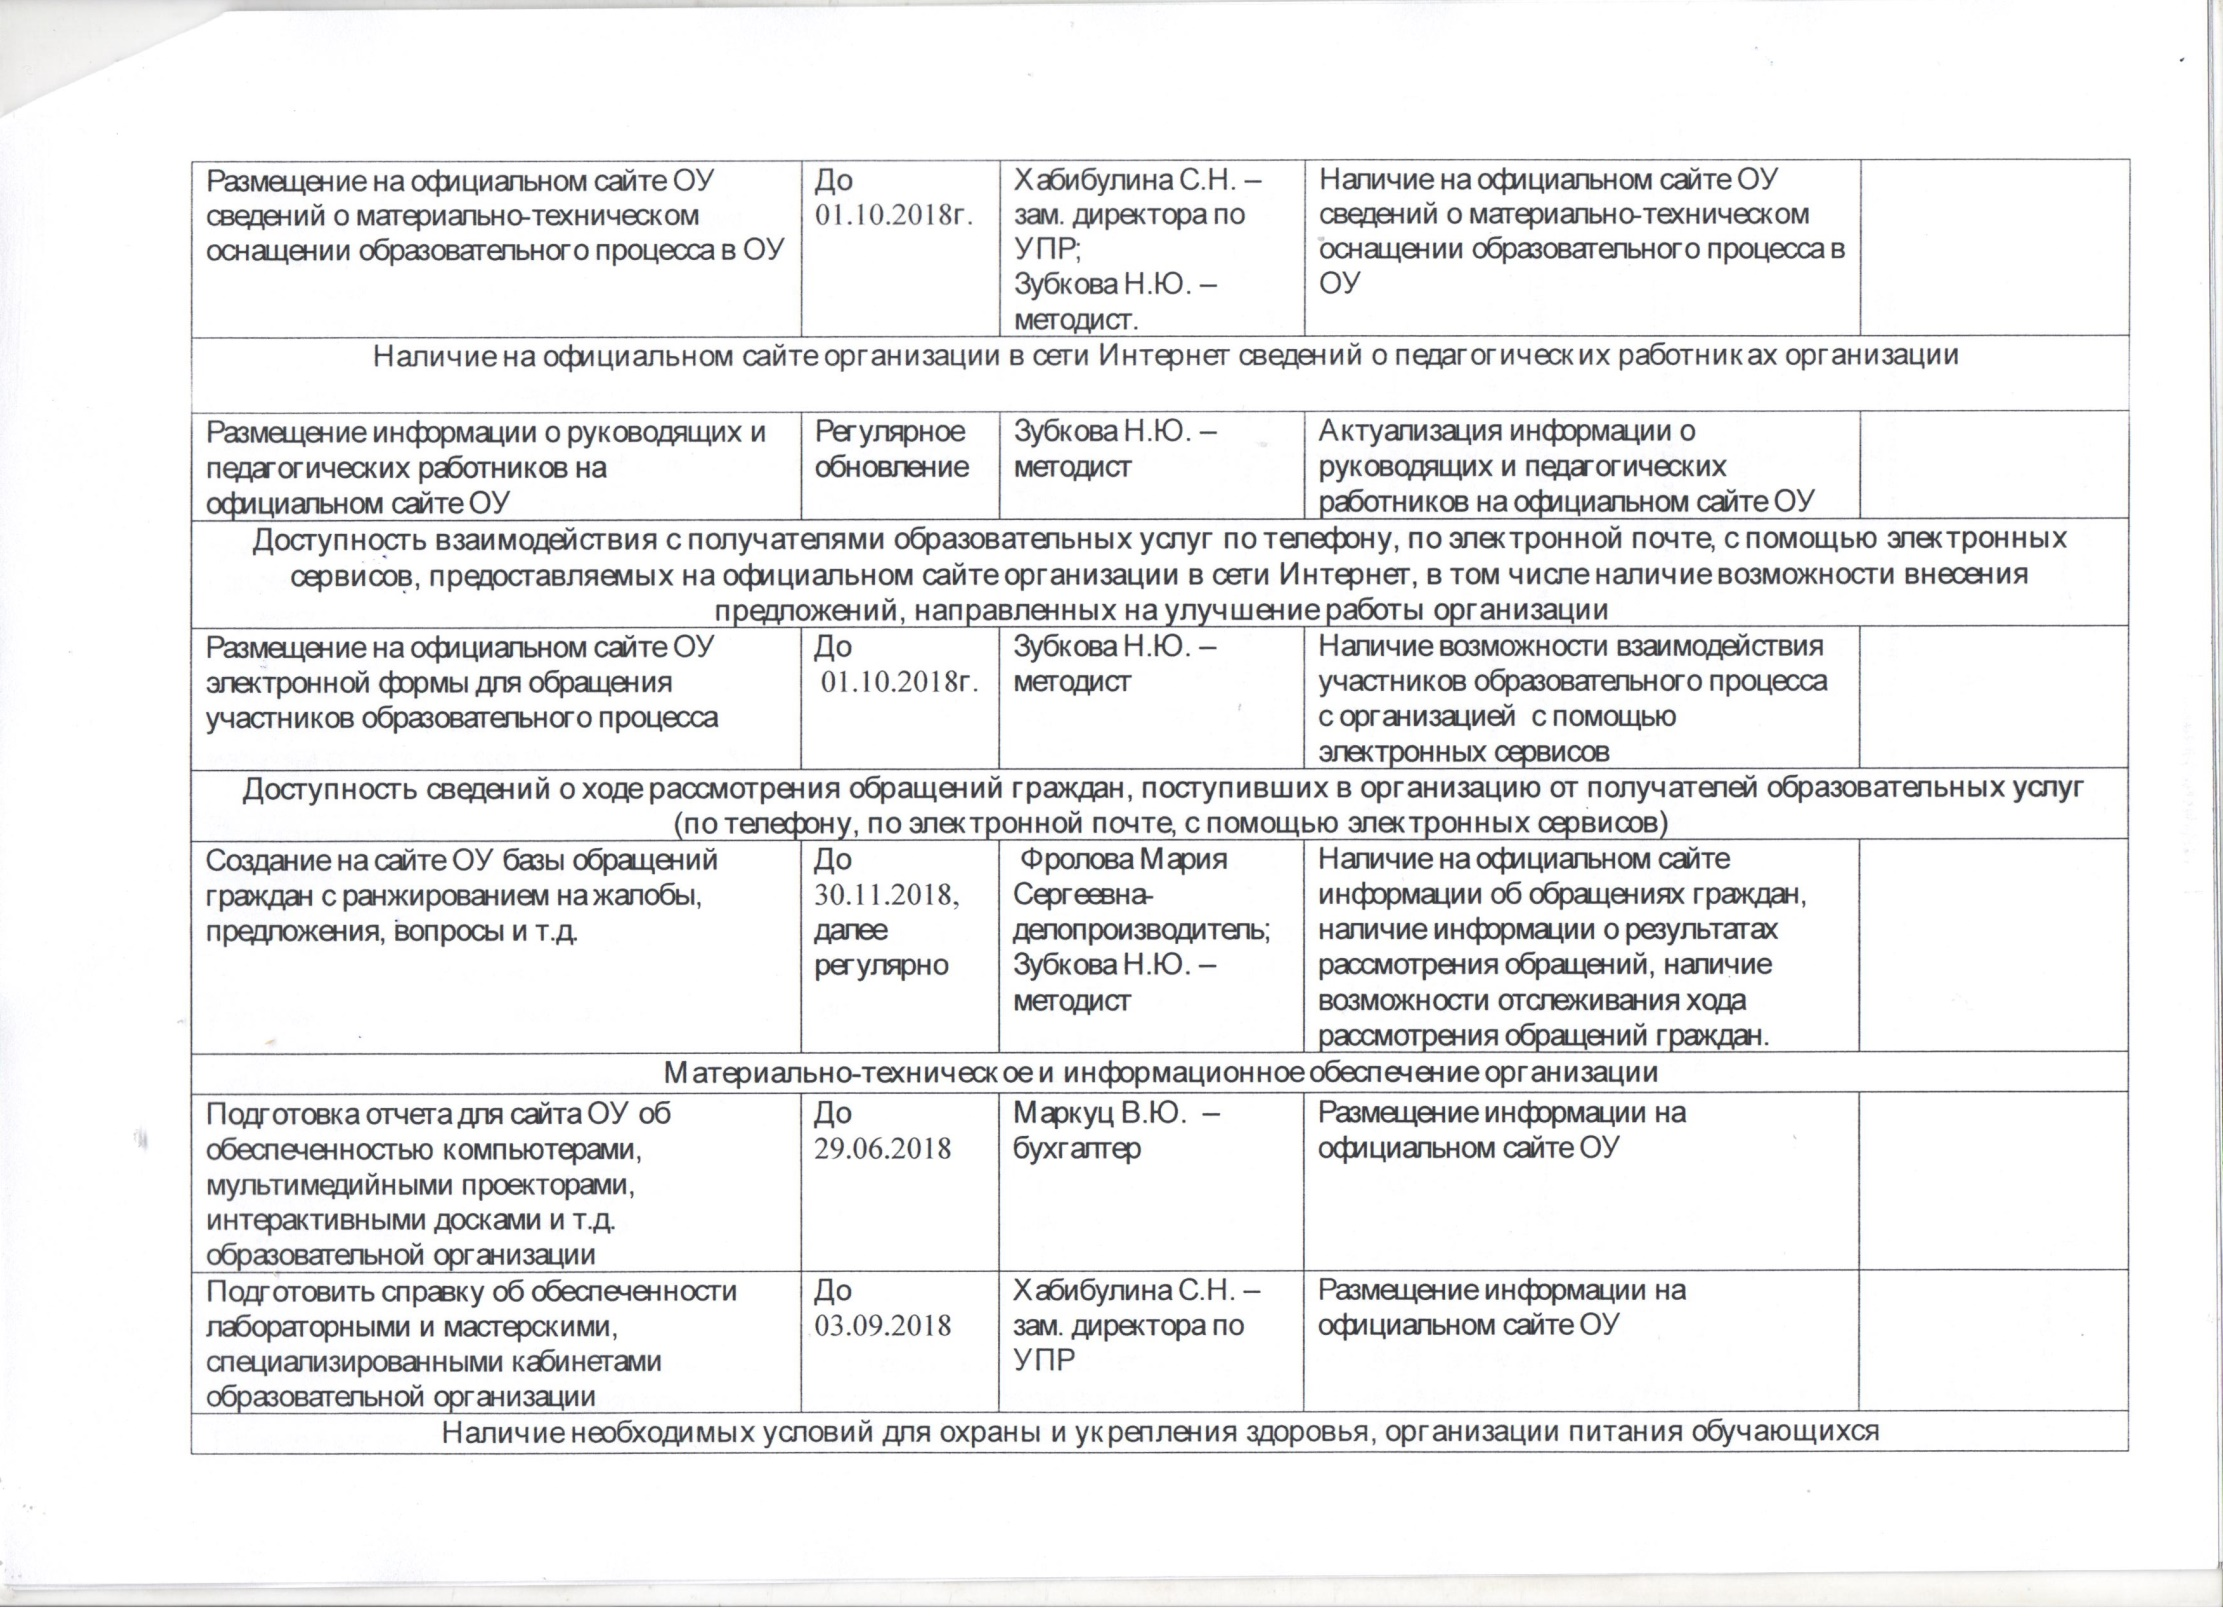 Размещение на официальном сайте ОУ
сведений о материально-техническом
оснащении образовательного процесса в ОУ
До
01.10.2018г.
Хабибулина С.Н. –
зам. директора по
УПР;
Зубкова Н.Ю. –
методист.
Наличие на официальном сайте ОУ
сведений о материально-техническом
оснащении образовательного процесса в
ОУ
Наличие на официальном сайте организации в сети Интернет сведений о педагогических работниках организации
Размещение информации о руководящих и
педагогических работников на
официальном сайте ОУ
Регулярное
обновление
Зубкова Н.Ю. –
методист
Актуализация информации о
руководящих и педагогических
работников на официальном сайте ОУ
Доступность взаимодействия с получателями образовательных услуг по телефону, по электронной почте, с помощью электронных
сервисов, предоставляемых на официальном сайте организации в сети Интернет, в том числе наличие возможности внесения
предложений, направленных на улучшение работы организации
Размещение на официальном сайте ОУ
электронной формы для обращения
участников образовательного процесса
До
01.10.2018г.
Зубкова Н.Ю. –
методист
Наличие возможности взаимодействия
участников образовательного процесса
с организацией с помощью
электронных сервисов
Доступность сведений о ходе рассмотрения обращений граждан, поступивших в организацию от получателей образовательных услуг
(по телефону, по электронной почте, с помощью электронных сервисов)
Создание на сайте ОУ базы обращений
граждан с ранжированием на жалобы,
предложения, вопросы и т.д.
До
30.11.2018,
далее
регулярно
Фролова Мария
Сергеевна-
делопроизводитель;
Зубкова Н.Ю. –
методист
Наличие на официальном сайте
информации об обращениях граждан,
наличие информации о результатах
рассмотрения обращений, наличие
возможности отслеживания хода
рассмотрения обращений граждан.
Материально-техническое и информационное обеспечение организации
Подготовка отчета для сайта ОУ об
обеспеченностью компьютерами,
мультимедийными проекторами,
интерактивными досками и т.д.
образовательной организации
До
29.06.2018
Маркуц В.Ю. –
бухгалтер
Размещение информации на
официальном сайте ОУ
Подготовить справку об обеспеченности
лабораторными и мастерскими,
специализированными кабинетами
образовательной организации
До
03.09.2018
Хабибулина С.Н. –
зам. директора по
УПР
Размещение информации на
официальном сайте ОУ
Наличие необходимых условий для охраны и укрепления здоровья, организации питания обучающихся